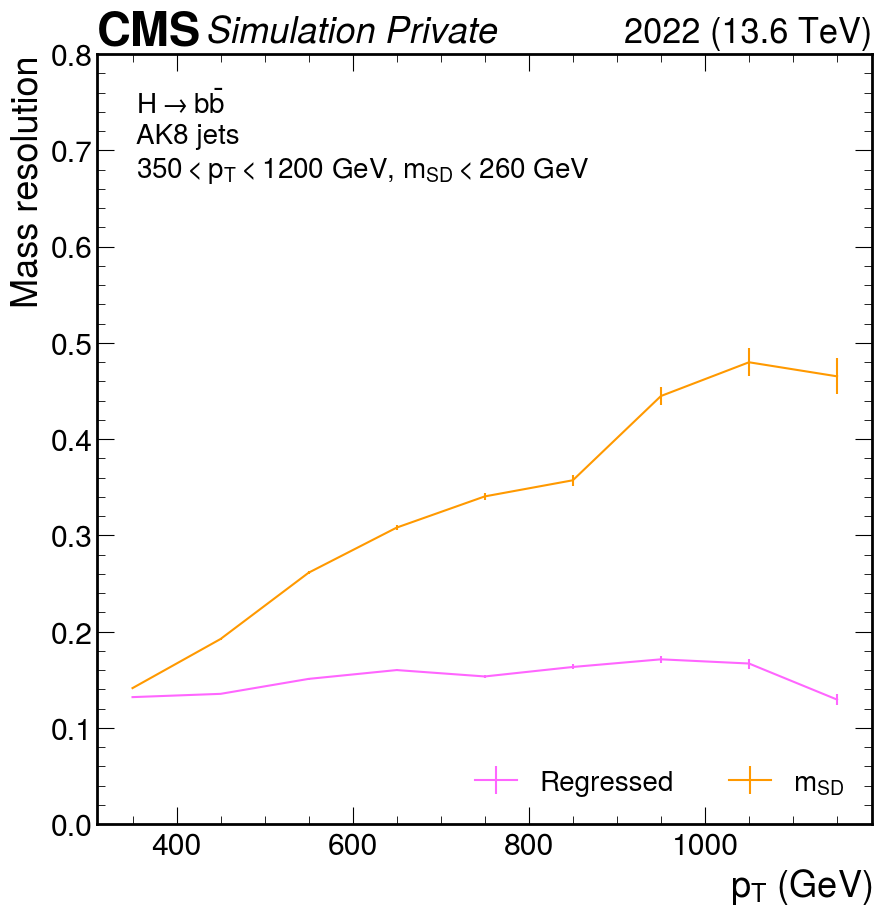 CMS Simulation Private 2022 (13.6 TeV)
H → bb̄
AK8 jets
350 < pT < 1200 GeV, mSD < 260 GeV
Mass resolution
0.8
0.7
0.6
0.5
0.4
0.3
0.2
0.1
0.0
Regressed mSD
400 600 800 1000
pT (GeV)